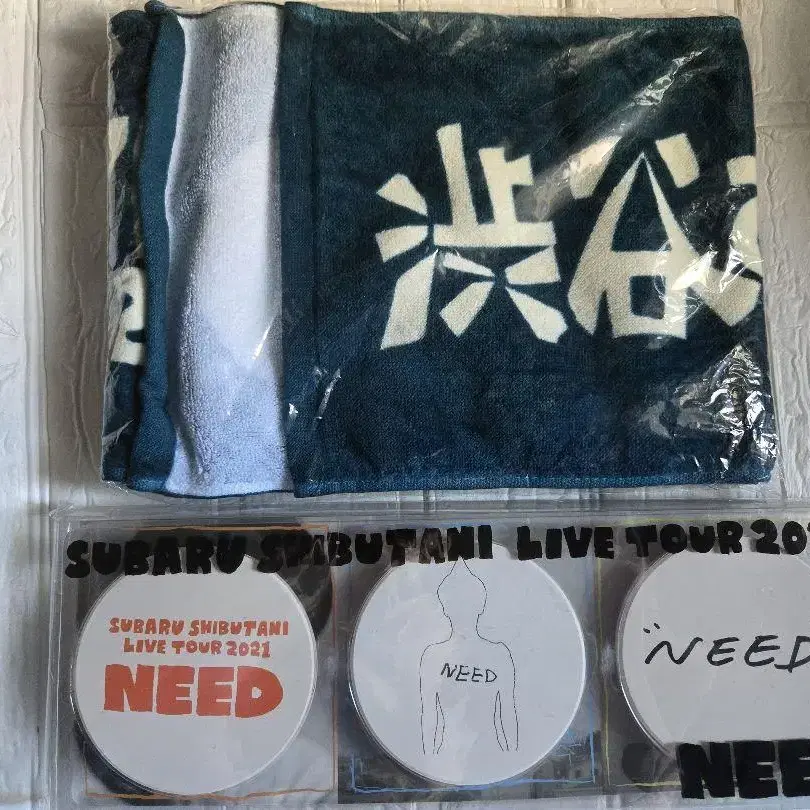 渋谷
SUBARU SHIBUTANI LIVE TOUR 20
SUBARU SHIBUTANI
LIVE TOUR 2021
NEED
NEED
"NEED
NEE